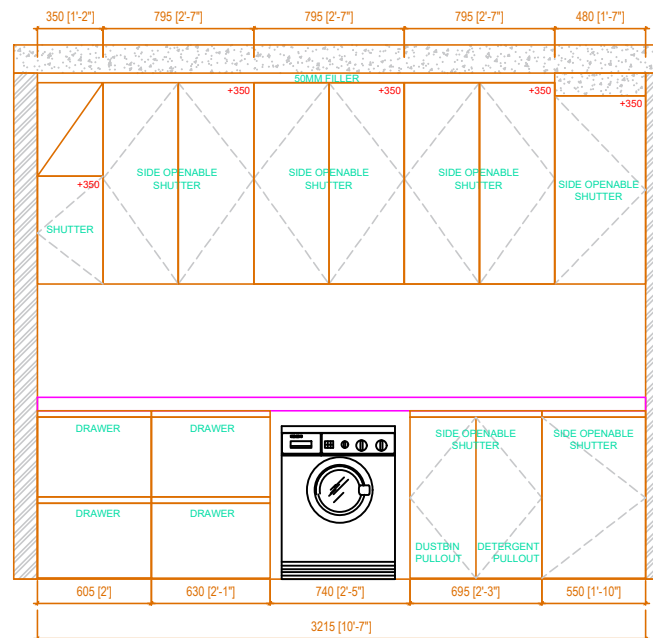 350 [1'-2"]
795 [2'-7"]
795 [2'-7"]
795 [2'-7"]
480 [1'-7"]
50MM FILLER
+350
+350
+350
+350
SIDE OPENABLE
SHUTTER
SIDE OPENABLE
SHUTTER
SIDE OPENABLE
SHUTTER
SIDE OPENABLE
SHUTTER
+350
SHUTTER
DRAWER
DRAWER
SIDE OPENABLE
SHUTTER
SIDE OPENABLE
SHUTTER
DRAWER
DRAWER
DUSTBIN
PULLOUT
DETERGENT
PULLOUT
605 [2']
630 [2'-1"]
740 [2'-5"]
695 [2'-3"]
550 [1'-10"]
3215 [10'-7"]